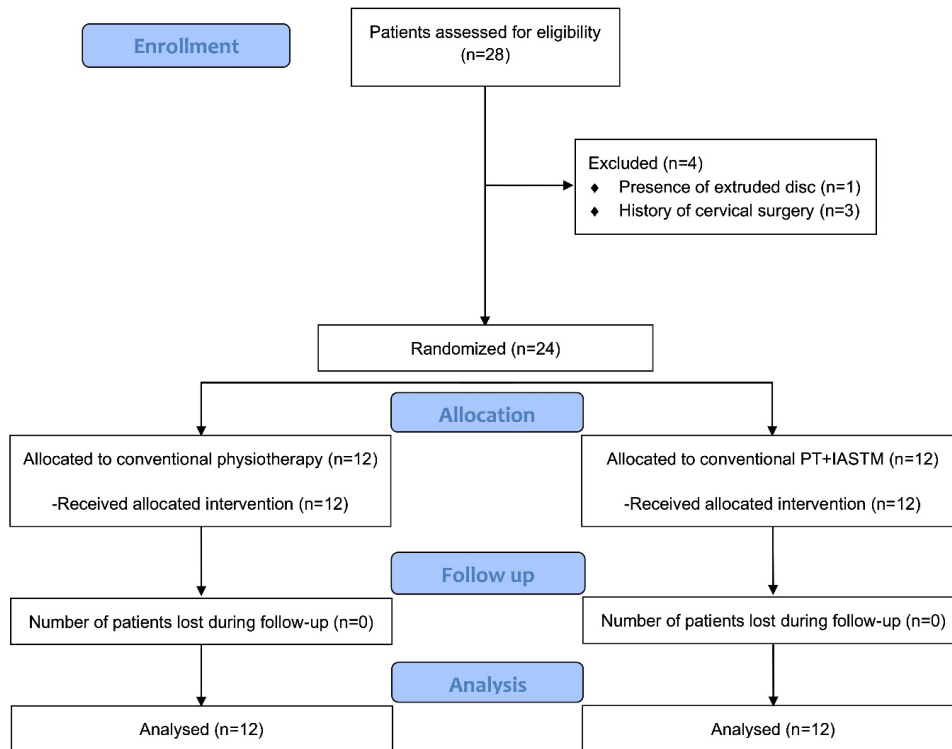 Enrollment
Patients assessed for eligibility
(n=28)
Excluded (n=4)
♦ Presence of extruded disc (n=1)
♦ History of cervical surgery (n=3)
Randomized (n=24)
Allocation
Allocated to conventional physiotherapy (n=12)
-Received allocated intervention (n=12)
Allocated to conventional PT+IASTM (n=12)
-Received allocated intervention (n=12)
Follow up
Number of patients lost during follow-up (n=0)
Number of patients lost during follow-up (n=0)
Analysis
Analysed (n=12)
Analysed (n=12)